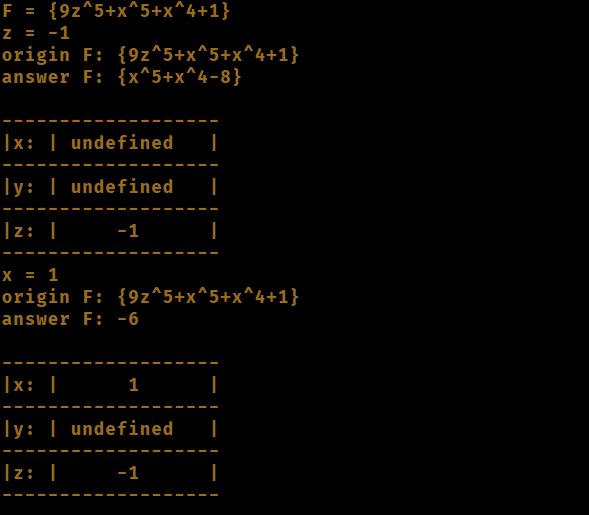 F = {9z^5+x^5+x^4+1}
z = -1
origin F: {9z^5+x^5+x^4+1}
answer F: {x^5+x^4-8}
-------------------
|x: | undefined   |
-------------------
|y: | undefined   |
-------------------
|z: |     -1      |
-------------------
x = 1
origin F: {9z^5+x^5+x^4+1}
answer F: -6
-------------------
|x: |      1      |
-------------------
|y: | undefined   |
-------------------
|z: |     -1      |
-------------------